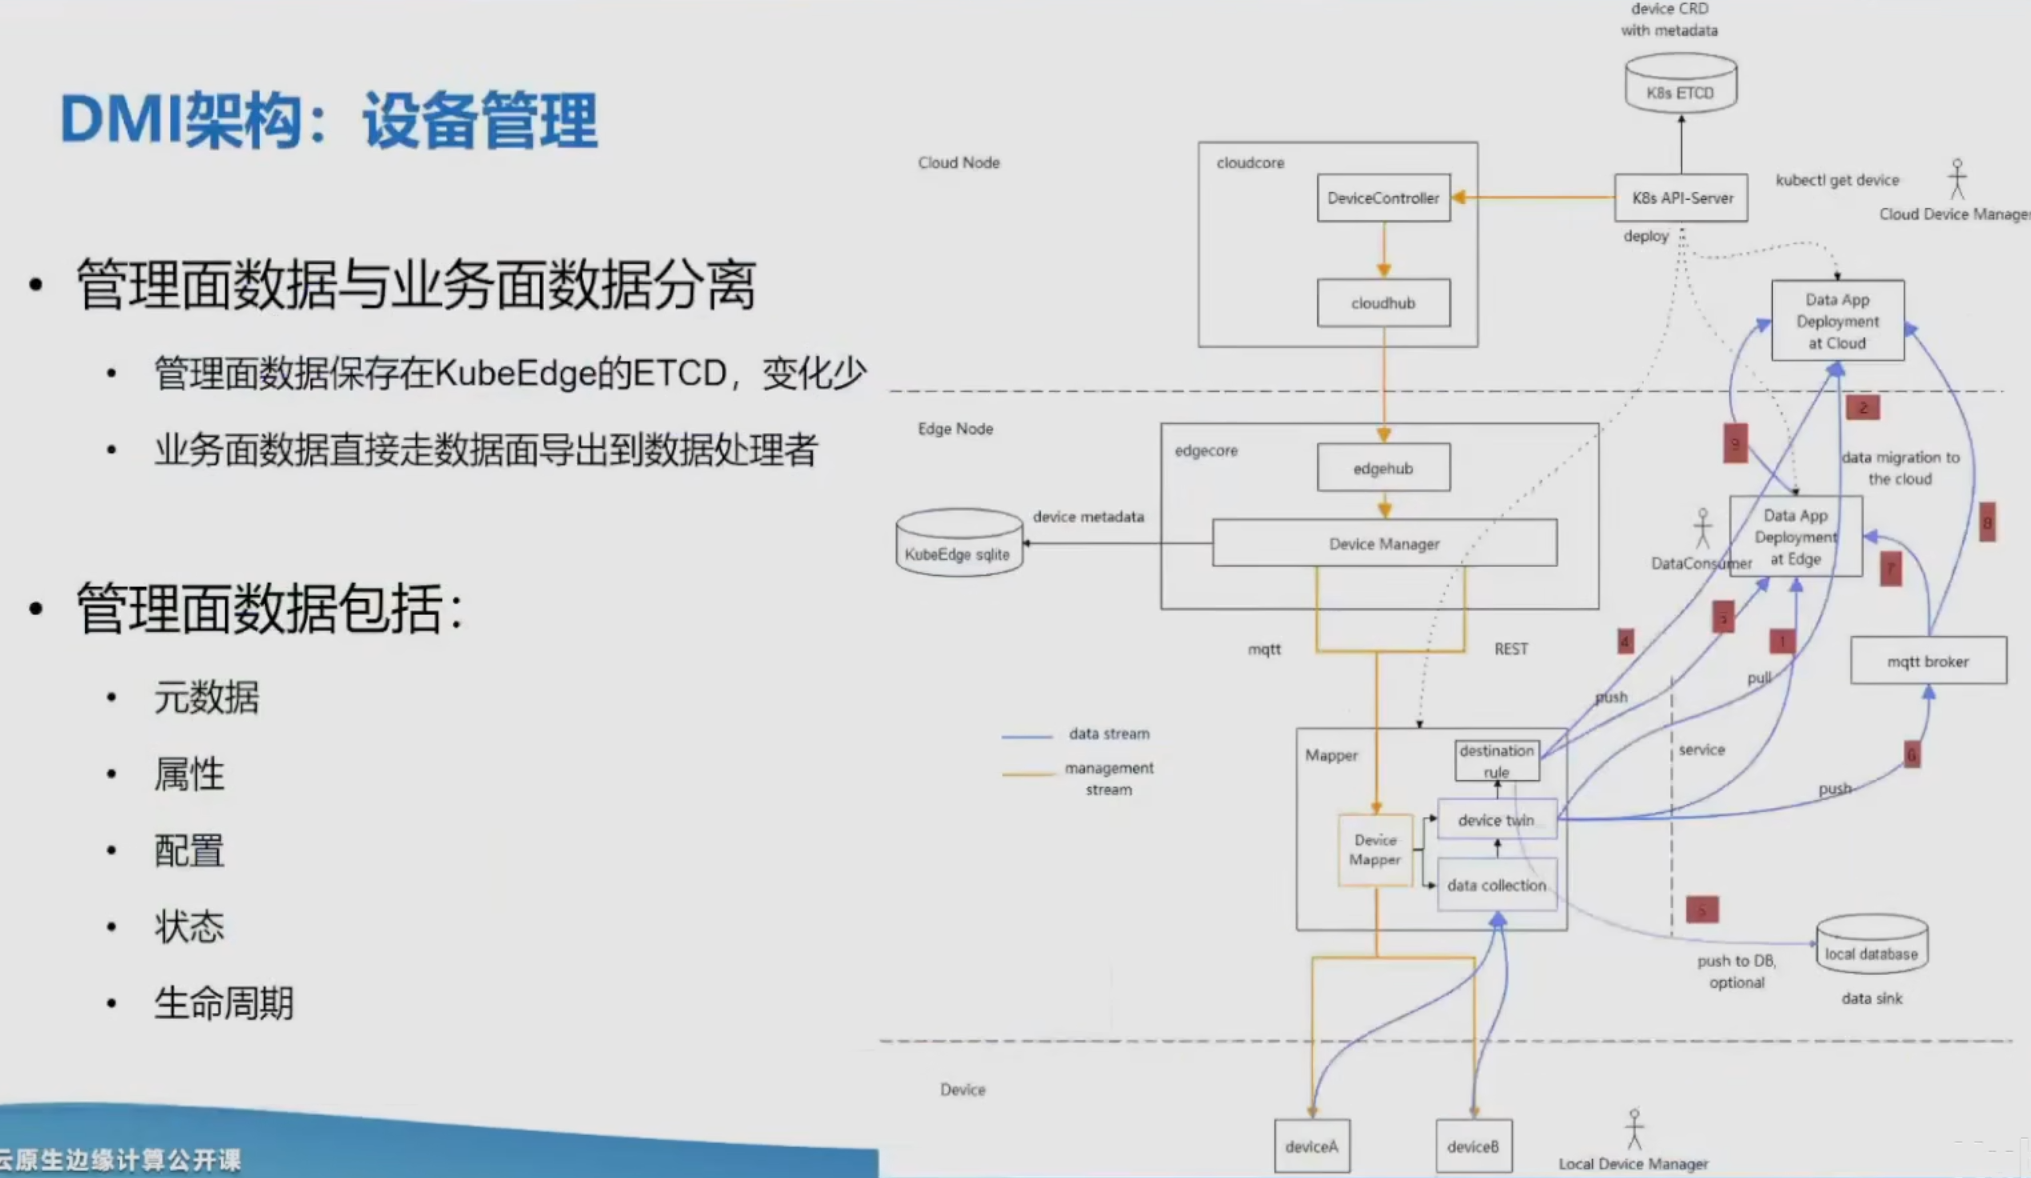 DMI架构：设备管理
• 管理面数据与业务面数据分离
• 管理面数据保存在KubeEdge的ETCD，变化少
• 业务面数据直接走数据面导出到数据处理者
• 管理面数据包括：
• 元数据
• 属性
• 配置
• 状态
• 生命周期
云原生边缘计算公开课
device CRD
with metadata
K8s ETCD
Cloud Node
cloudcore
DeviceController
K8s API-Server
kubectl get device
Cloud Device Manager
deploy
cloudhub
Data App
Deployment
at Cloud
2
Edge Node
edgecore
edgehub
9
data migration to
the cloud
KubeEdge sqlite
device metadata
Device Manager
DataConsumer
Data App
Deployment
at Edge
8
7
mqtt
REST
4
5
1
mqtt broker
push
pull
data stream
management
stream
Mapper
destination
rule
service
6
push
Device
Mapper
device twin
data collection
push to DB,
optional
local database
data sink
Device
deviceA
deviceB
Local Device Manager